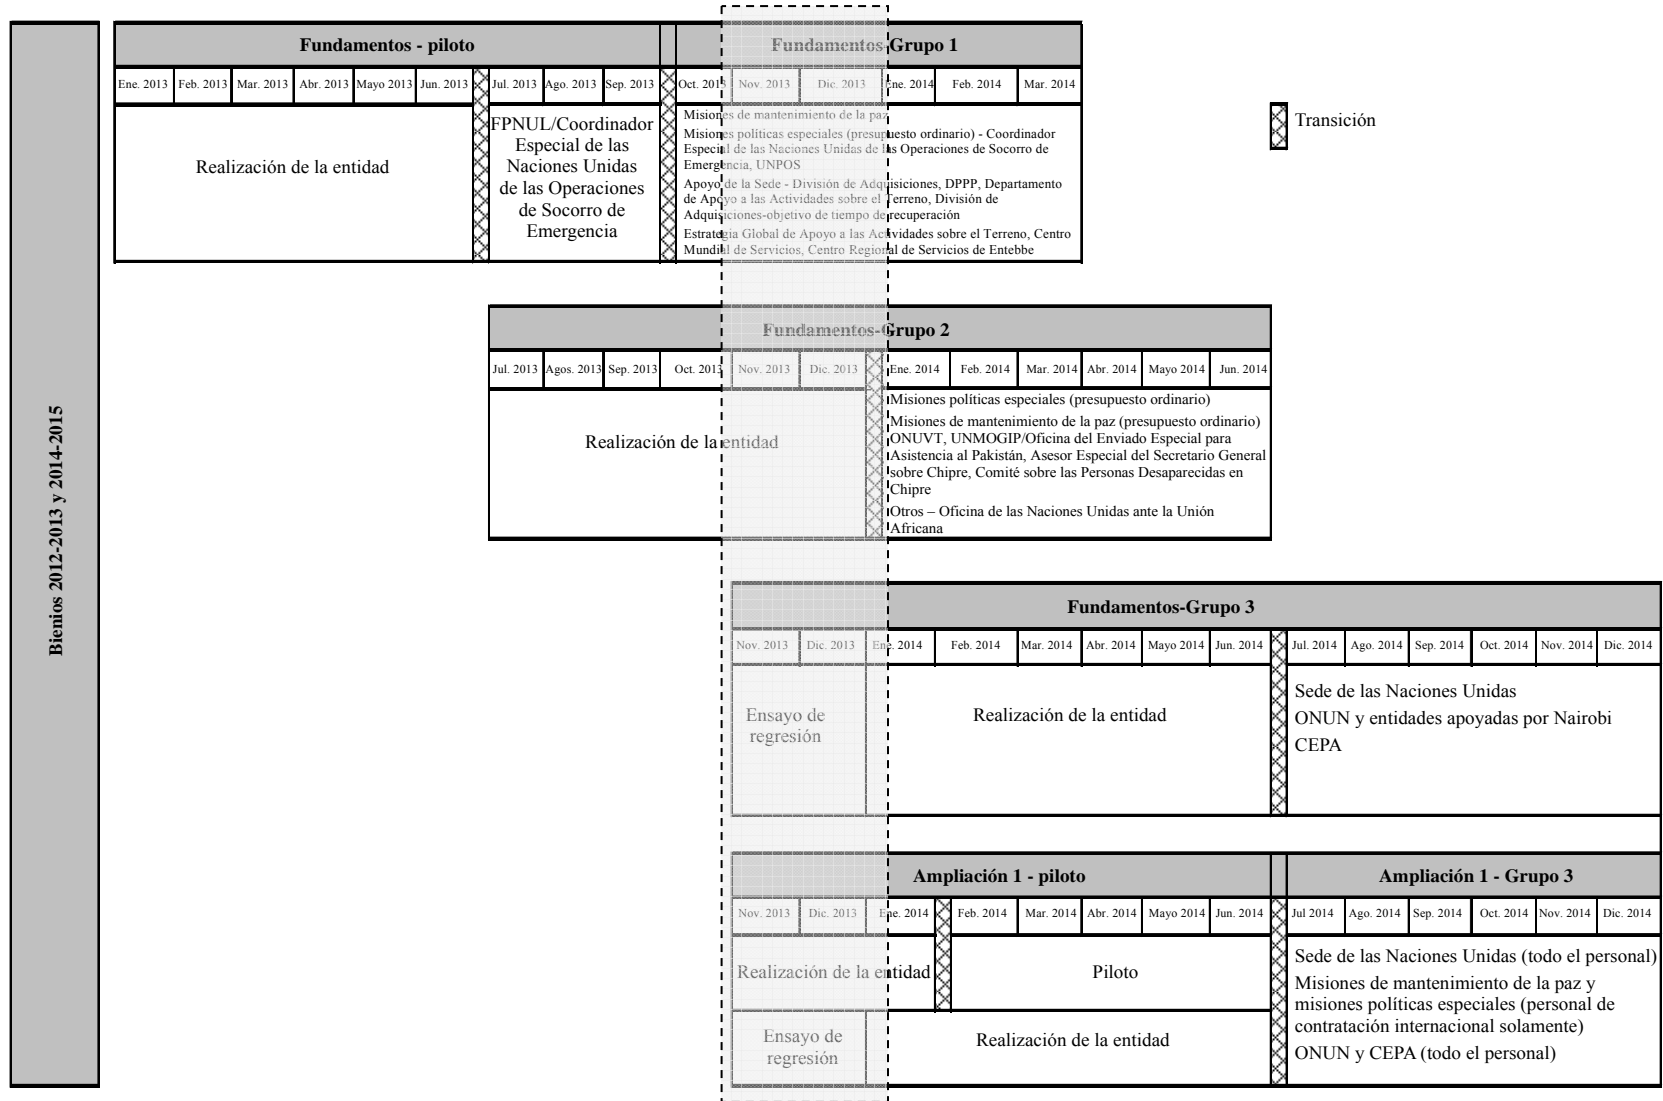 Bienios 2012-2013 y 2014-2015
Fundamentos - piloto
Fundamentos-Grupo 1
Ene. 2013 Feb. 2013 Mar. 2013 Abr. 2013 Mayo 2013 Jun. 2013 Jul. 2013 Ago. 2013 Sep. 2013 Oct. 2013 Nov. 2013 Dic. 2013 Ene. 2014 Feb. 2014 Mar. 2014
Realización de la entidad
FPNUL/Coordinador
Especial de las
Naciones Unidas
de las Operaciones
de Socorro de
Emergencia
Misiones de mantenimiento de la paz
Misiones políticas especiales (presupuesto ordinario) - Coordinador
Especial de las Naciones Unidas de las Operaciones de Socorro de
Emergencia, UNPOS
Apoyo de la Sede - División de Adquisiciones, DPPP, Departamento
de Apoyo a las Actividades sobre el Terreno, División de
Adquisiciones-objetivo de tiempo de recuperación
Estrategia Global de Apoyo a las Actividades sobre el Terreno, Centro
Mundial de Servicios, Centro Regional de Servicios de Entebbe
Transición
Fundamentos-Grupo 2
Jul. 2013 Agos. 2013 Sep. 2013 Oct. 2013 Nov. 2013 Dic. 2013 Ene. 2014 Feb. 2014 Mar. 2014 Abr. 2014 Mayo 2014 Jun. 2014
Realización de la entidad
Misiones políticas especiales (presupuesto ordinario)
Misiones de mantenimiento de la paz (presupuesto ordinario)
ONUVT, UNMOGIP/Oficina del Enviado Especial para
Asistencia al Pakistán, Asesor Especial del Secretario General
sobre Chipre, Comité sobre las Personas Desaparecidas en
Chipre
Otros – Oficina de las Naciones Unidas ante la Unión
Africana
Fundamentos-Grupo 3
Nov. 2013 Dic. 2013 Ene. 2014 Feb. 2014 Mar. 2014 Abr. 2014 Mayo 2014 Jun. 2014 Jul. 2014 Ago. 2014 Sep. 2014 Oct. 2014 Nov. 2014 Dic. 2014
Ensayo de
regresión
Realización de la entidad
Sede de las Naciones Unidas
ONUN y entidades apoyadas por Nairobi
CEPA
Ampliación 1 - piloto
Ampliación 1 - Grupo 3
Nov. 2013 Dic. 2013 Ene. 2014 Feb. 2014 Mar. 2014 Abr. 2014 Mayo 2014 Jun. 2014 Jul 2014 Ago. 2014 Sep. 2014 Oct. 2014 Nov. 2014 Dic. 2014
Realización de la entidad
Piloto
Ensayo de
regresión
Realización de la entidad
Sede de las Naciones Unidas (todo el personal)
Misiones de mantenimiento de la paz y
misiones políticas especiales (personal de
contratación internacional solamente)
ONUN y CEPA (todo el personal)